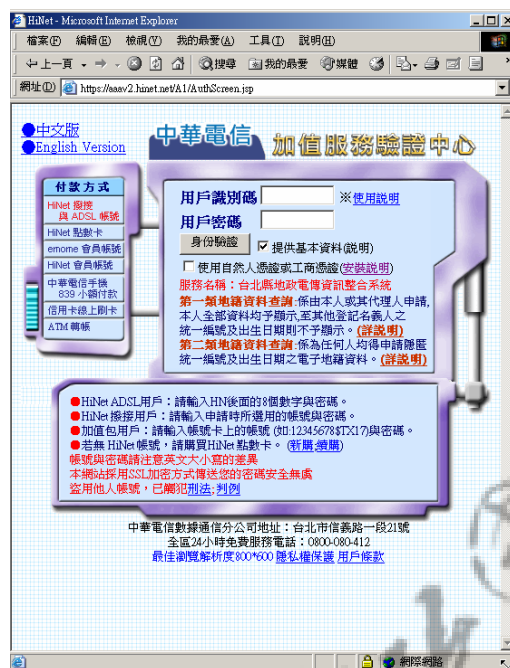 HiNet - Microsoft Internet Explorer
檔案(F) 編輯(E) 檢視(V) 我的最愛(A) 工具(T) 說明(H)
上一頁 搜尋 我的最愛 媒體
網址(D) https://aaav2.hinet.net/A1/AuthScreen.jsp
●中文版
●English Version
中華電信 加值服務驗證中心
付款方式
HiNet 撥接
與 ADSL 帳號
HiNet 點數卡
emome 會員帳號
HiNet 會員帳號
中華電信手機
839 小額付款
信用卡線上刷卡
ATM 轉帳
用戶識別碼 ※使用說明
用戶密碼
身份驗證 提供基本資料(說明)
使用自然人憑證或工商憑證(安裝說明)
服務名稱：台北縣地政電傳資訊整合系統
第一類地籍資料查詢:係由本人或其代理人申請,
本人全部資料均予顯示,至其他登記名義人之
統一編號及出生日期則不予顯示。(詳說明)
第二類地籍資料查詢:係為任何人均得申請隱匿
統一編號及出生日期之電子地籍資料。(詳說明)
●HiNet ADSL用戶：請輸入HN後面的8個數字與密碼。
●HiNet 撥接用戶：請輸入申請時所選用的帳號與密碼。
●加值包用戶：請輸入帳號卡上的帳號 (如:12345678$TX17)與密碼。
●若無 HiNet 帳號，請購買HiNet 點數卡。 (新購,續購)
帳號與密碼請注意英文大小寫的差異
本網站採用SSL加密方式傳送您的密碼安全無虞
盜用他人帳號，已觸犯刑法;判例
中華電信數據通信分公司地址：台北市信義路一段21號
全區24小時免費服務電話：0800-080-412
最佳瀏覽解析度800*600 隱私權保護 用戶條款
網際網路